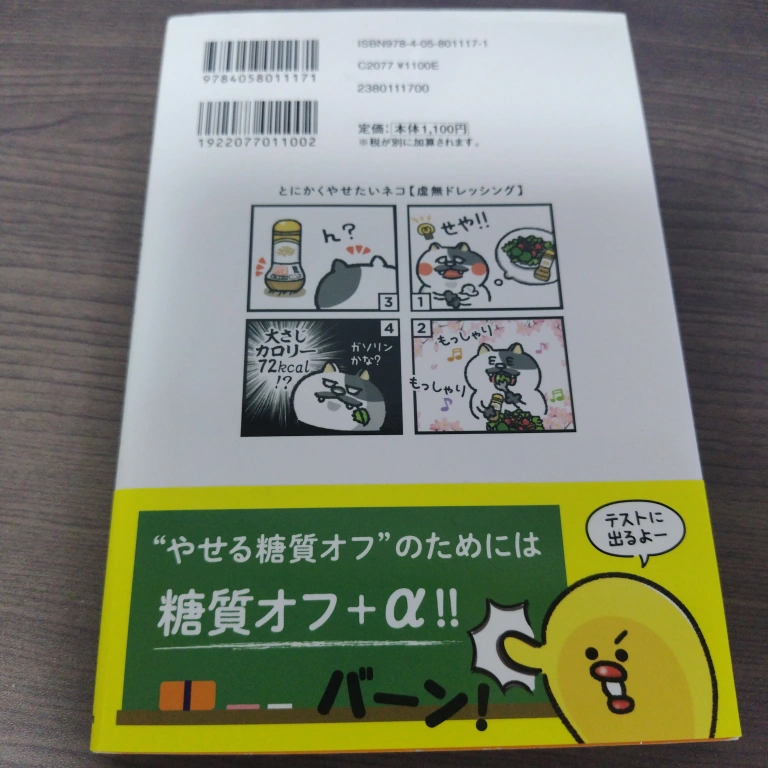 9784058011171
1922077011002
ISBN978-4-05-801117-1
C2077 ¥1100E
2380111700
定価:本体1,100円
※税が別に加算されます。
とにかくやせたいネコ【虚無ドレッシング】
せや!!
1
もっしゃり
もっしゃり
2
ん?
3
大さじ
カロリー
72kcal
!?
ガソリン
かな?
4
テストに
出るよー
“やせる糖質オフ”のためには
糖質オフ+α!!
バーン!